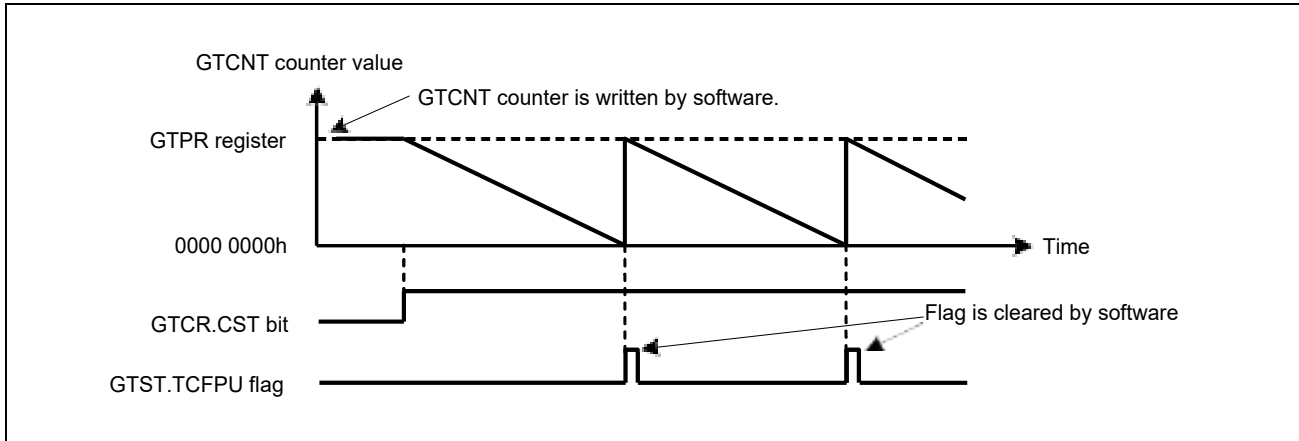 GTCNT counter value
GTCNT counter is written by software.
GTPR register
0000 0000h
Time
GTCR.CST bit
Flag is cleared by software
GTST.TCFPU flag